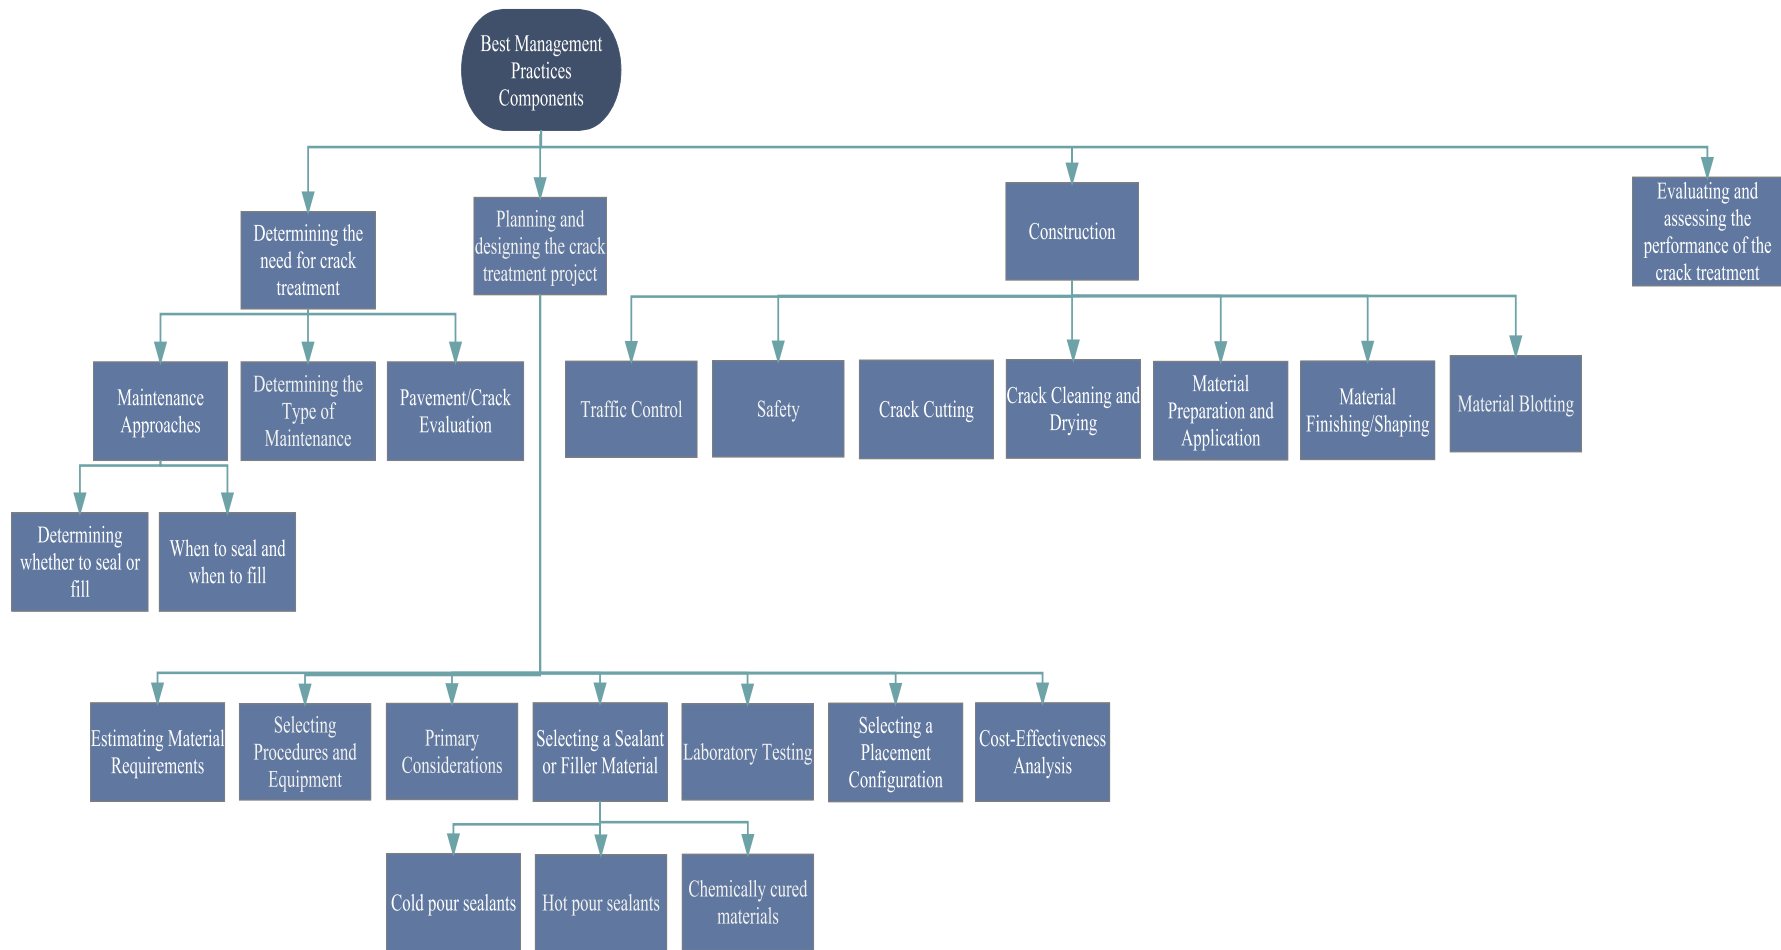 Best Management
Practices
Components
Determining the
need for crack
treatment
Planning and
designing the crack
treatment project
Construction
Evaluating and
assessing the
performance of the
crack treatment
Maintenance
Approaches
Determining the
Type of
Maintenance
Pavement/Crack
Evaluation
Traffic Control
Safety
Crack Cutting
Crack Cleaning and
Drying
Material
Preparation and
Application
Material
Finishing/Shaping
Material Blotting
Determining
whether to seal or
fill
When to seal and
when to fill
Estimating Material
Requirements
Selecting
Procedures and
Equipment
Primary
Considerations
Selecting a Sealant
or Filler Material
Laboratory Testing
Selecting a
Placement
Configuration
Cost-Effectiveness
Analysis
Cold pour sealants
Hot pour sealants
Chemically cured
materials